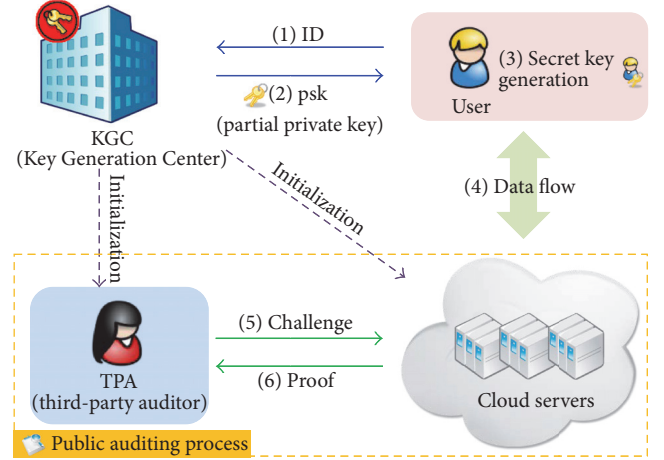 (1) ID
(2) psk
(partial private key)
(3) Secret key
generation
User
KGC
(Key Generation Center)
Initialization
Initialization
(4) Data flow
TPA
(third-party auditor)
(5) Challenge
(6) Proof
Cloud servers
Public auditing process